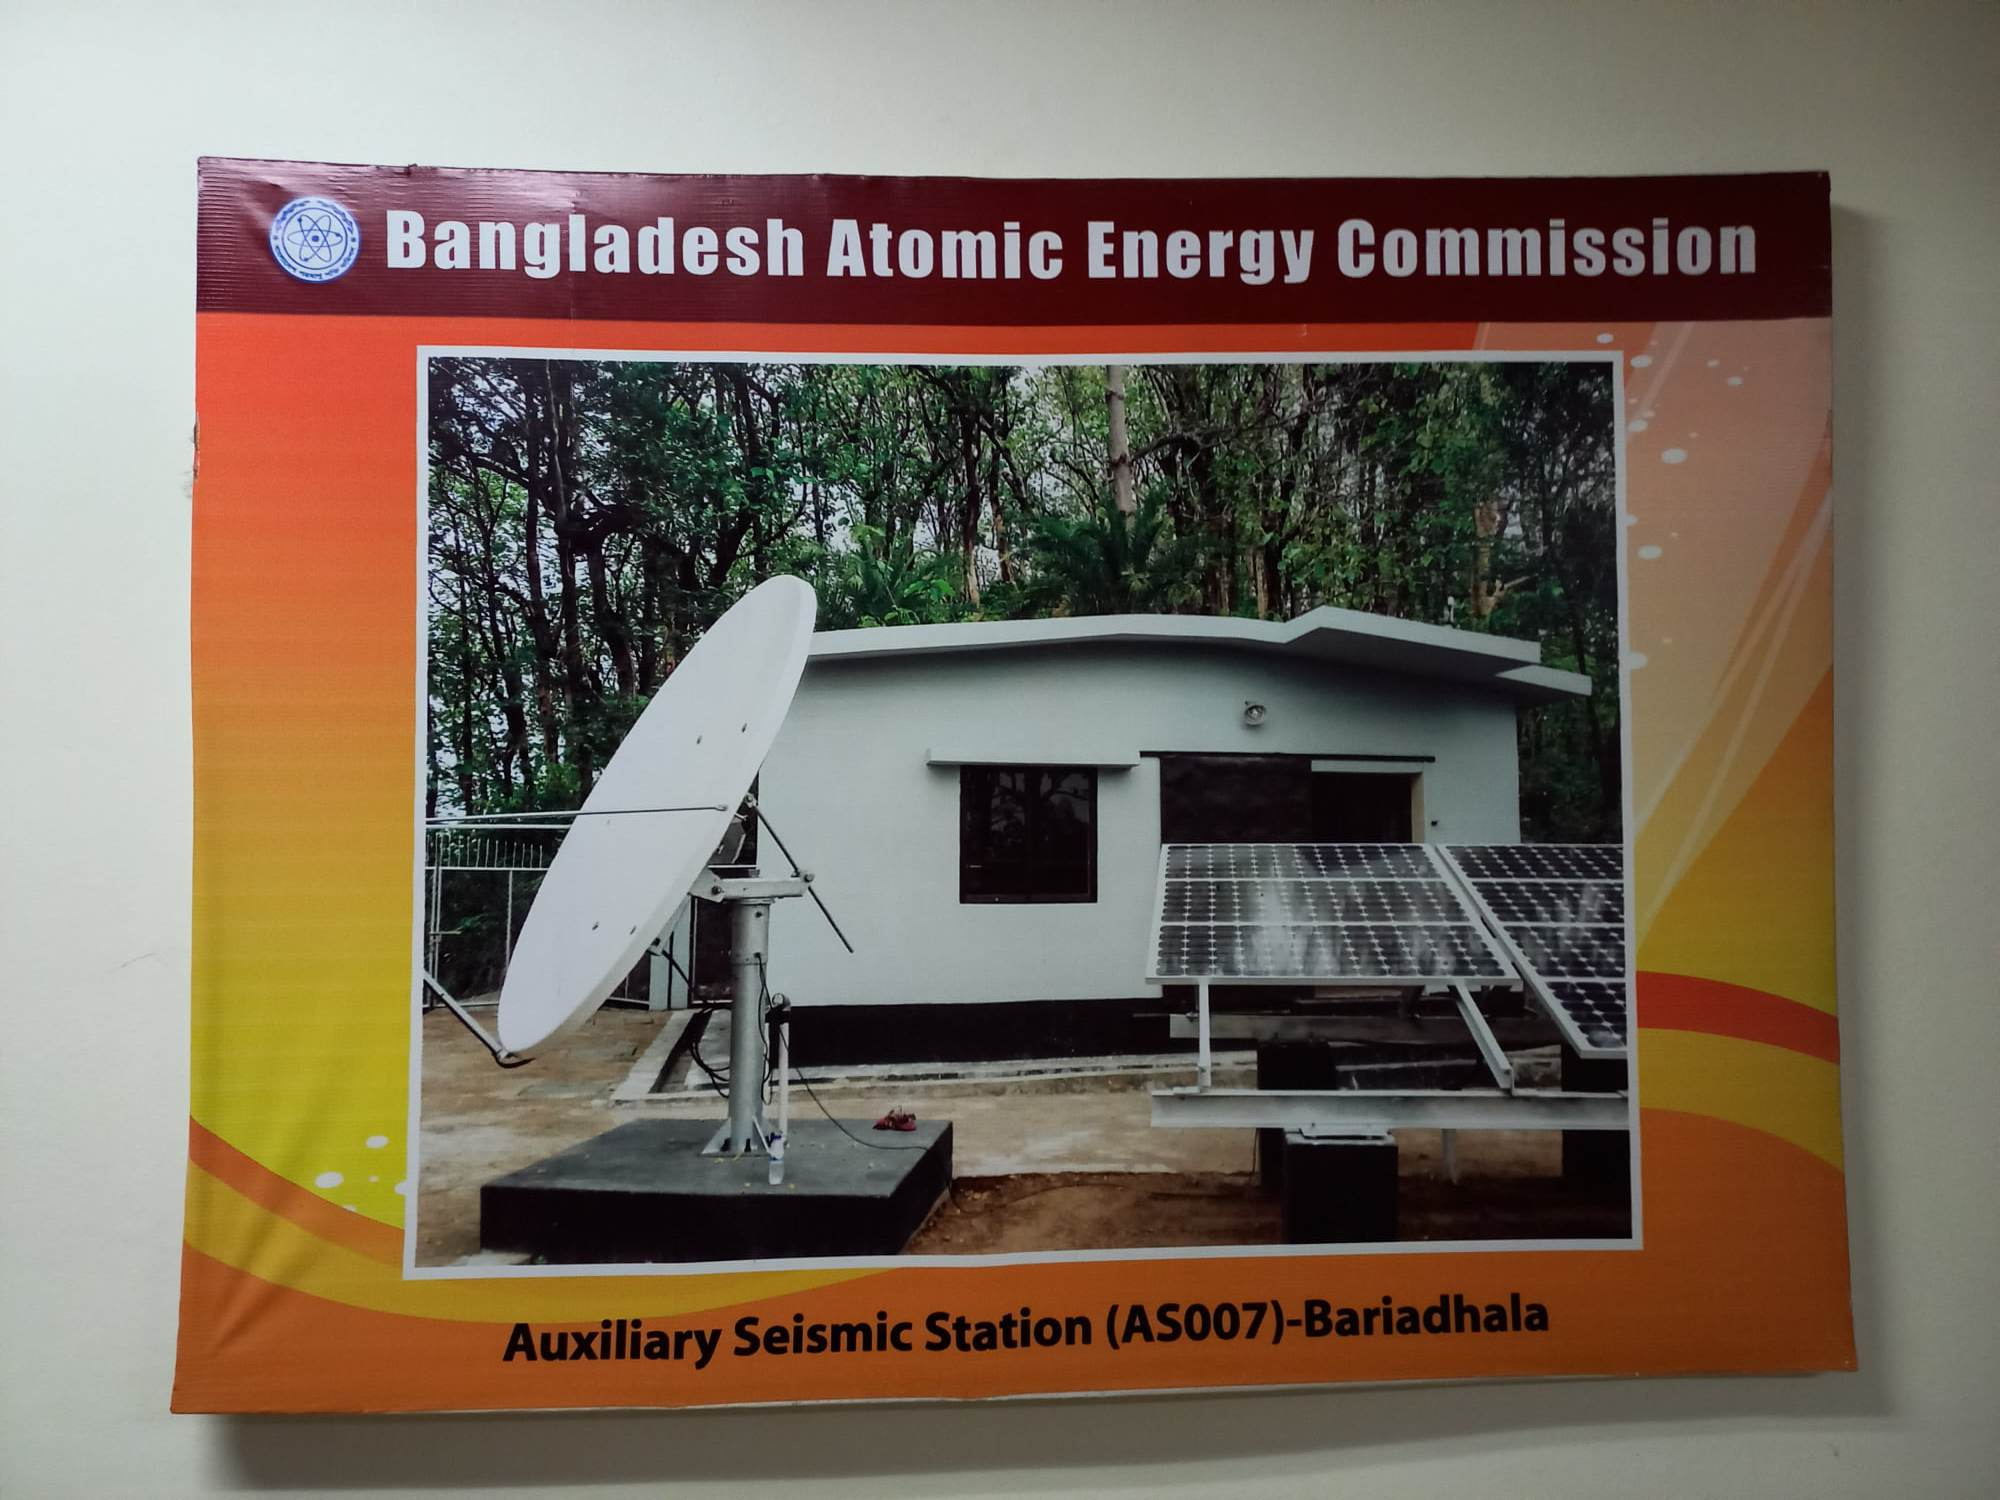 Bangladesh Atomic Energy Commission
Auxiliary Seismic Station (AS007)-Bariadhala